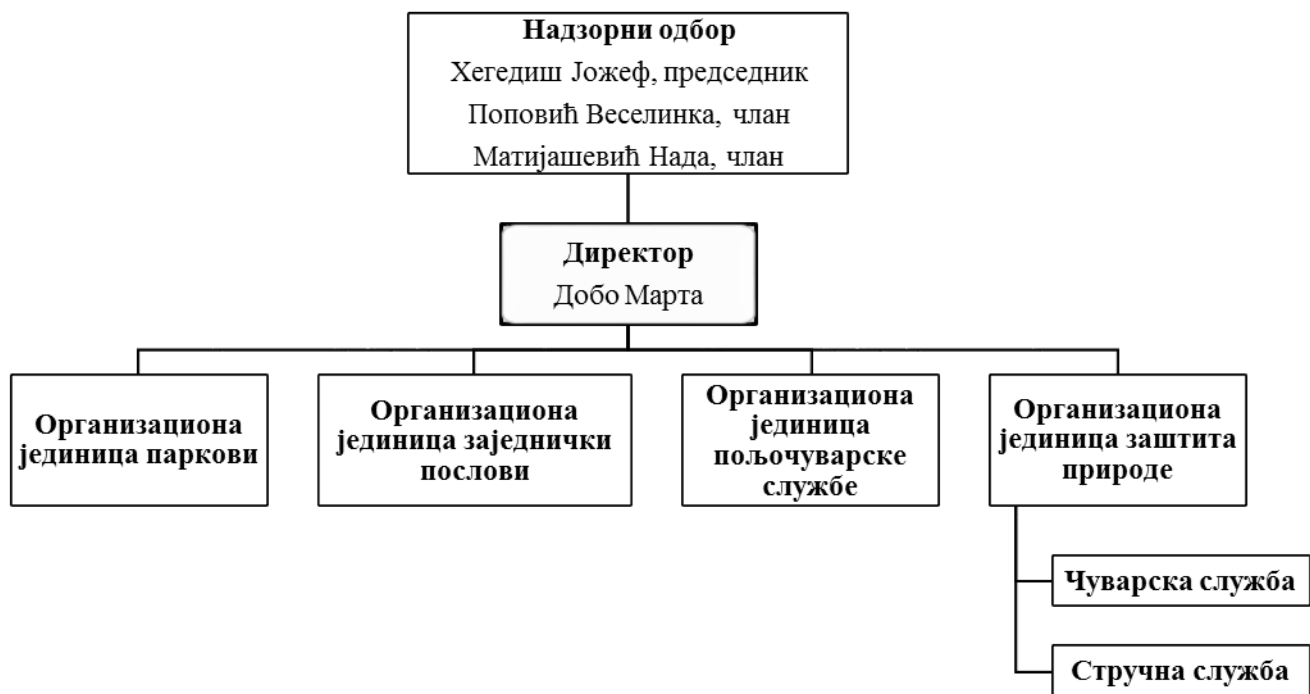 Надзорни одбор
Хегедиш Јожеф, председник
Поповић Веселинка, члан
Матијашевић Нада, члан
Директор
Добо Марта
Организациона
јединица паркови
Организациона
јединица заједнички
послови
Организациона
јединица
пољочуварске
службе
Организациона
јединица заштита
природе
Чуварска служба
Стручна служба